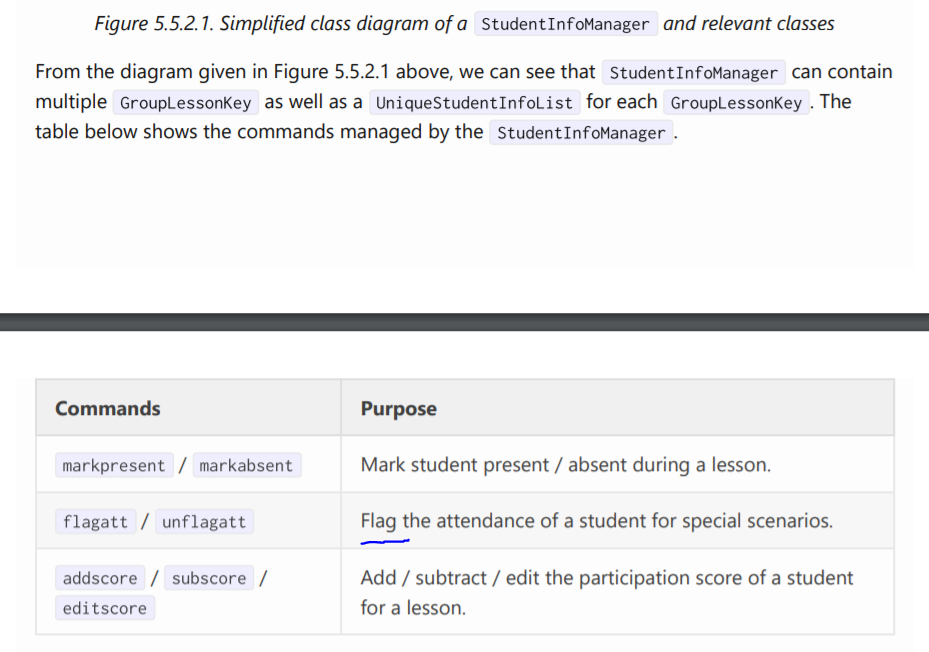 Figure 5.5.2.1. Simplified class diagram of a StudentInfoManager and relevant classes
From the diagram given in Figure 5.5.2.1 above, we can see that StudentInfoManager can contain
multiple GroupLessonKey as well as a UniqueStudentInfoList for each GroupLessonKey . The
table below shows the commands managed by the StudentInfoManager .
Commands Purpose
markpresent / markabsent Mark student present / absent during a lesson.
flagatt / unflagatt Flag the attendance of a student for special scenarios.
addscore / subscore / Add / subtract / edit the participation score of a student
editscore for a lesson.